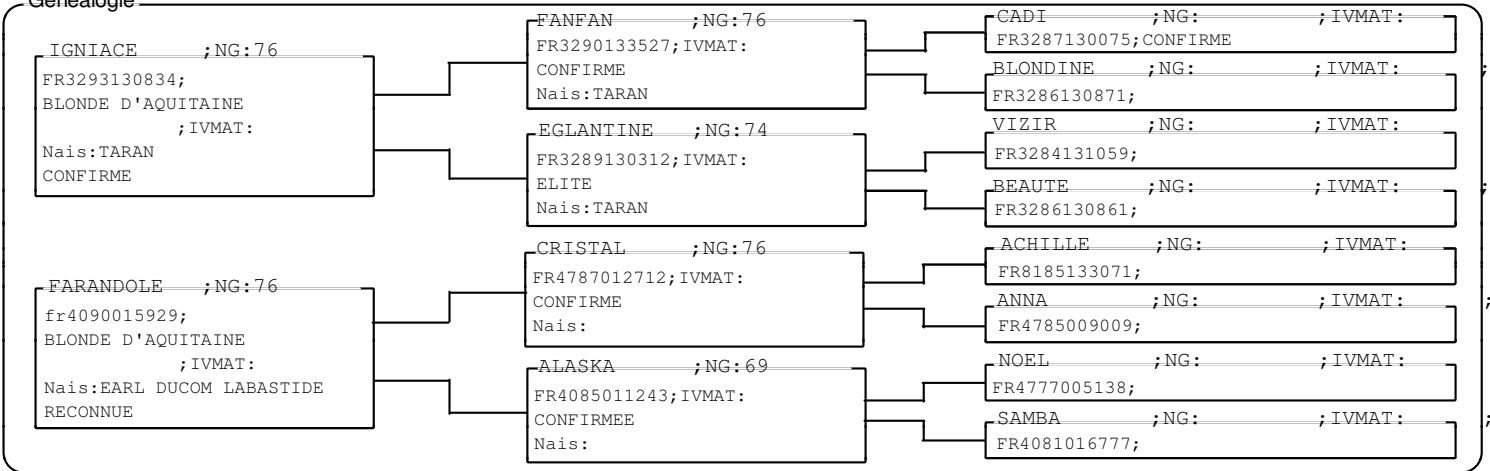 Généalogie
IGNIACE ;NG:76
FR3293130834;
BLONDE D'AQUITAINE
;IVMAT:
Nais:TARAN
CONFIRME
FARANDOLE ;NG:76
fr4090015929;
BLONDE D'AQUITAINE
;IVMAT:
Nais:EARL DUCOM LABASTIDE
RECONNUE
FANFAN ;NG:76
FR3290133527;IVMAT:
CONFIRME
Nais:TARAN
EGLANTINE ;NG:74
FR3289130312;IVMAT:
ELITE
Nais:TARAN
CRISTAL ;NG:76
FR4787012712;IVMAT:
CONFIRME
Nais:
ALASKA ;NG:69
FR4085011243;IVMAT:
CONFIRMEE
Nais:
CADI ;NG: ;IVMAT:
FR3287130075;CONFIRME
BLONDINE ;NG: ;IVMAT: ;
FR3286130871;
VIZIR ;NG: ;IVMAT:
FR3284131059;
BEAUTE ;NG: ;IVMAT: ;
FR3286130861;
ACHILLE ;NG: ;IVMAT:
FR8185133071;
ANNA ;NG: ;IVMAT: ;
FR4785009009;
NOEL ;NG: ;IVMAT:
FR4777005138;
SAMBA ;NG: ;IVMAT: ;
FR4081016777;